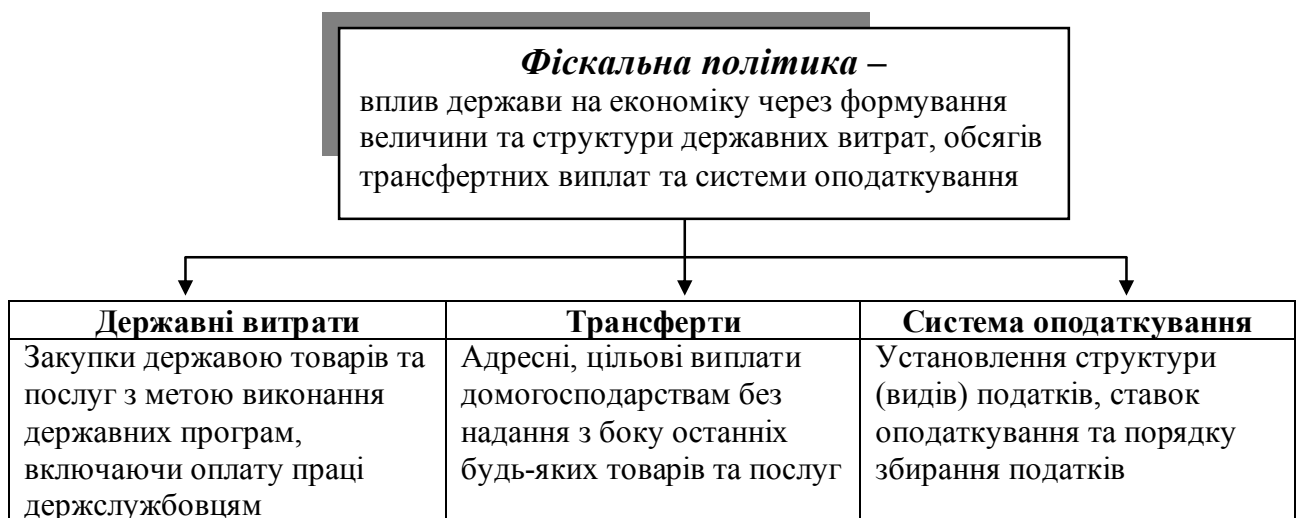 Фіскальна політика –
вплив держави на економіку через формування
величини та структури державних витрат, обсягів
трансфертних виплат та системи оподаткування
Державні витрати
Закупки державою товарів та
послуг з метою виконання
державних програм,
включаючи оплату праці
держслужбовцям
Трансферти
Адресні, цільові виплати
домогосподарствам без
надання з боку останніх
будь-яких товарів та послуг
Система оподаткування
Установлення структури
(видів) податків, ставок
оподаткування та порядку
збирання податків